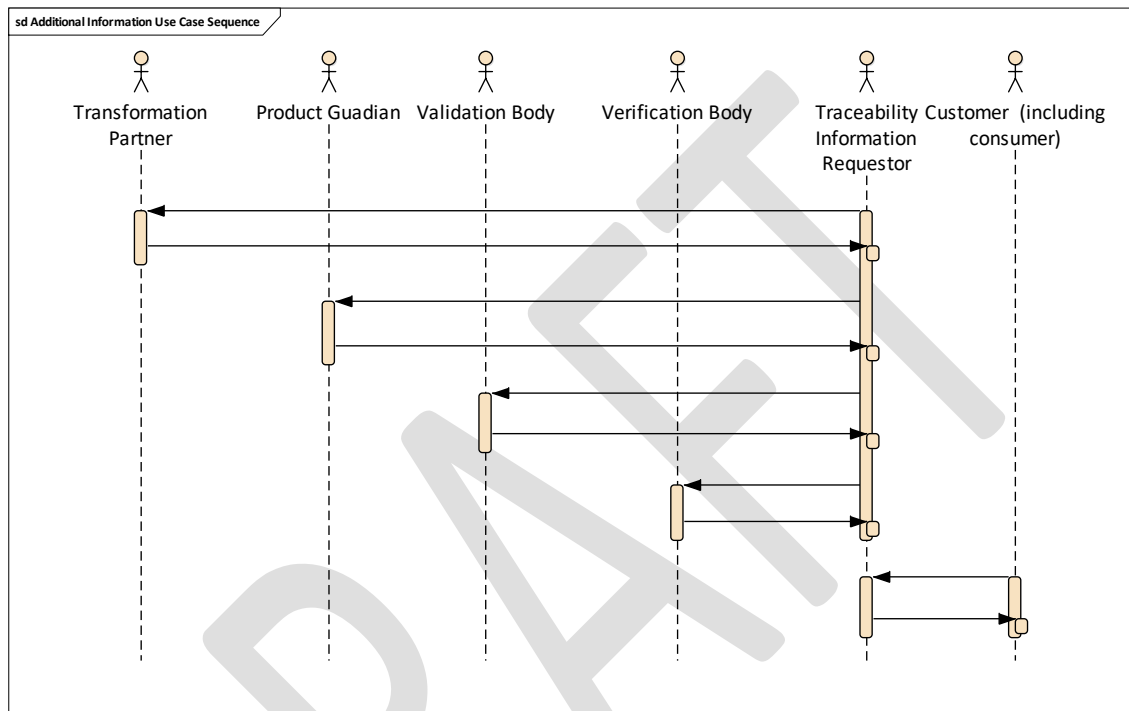 sd Additional Information Use Case Sequence
Transformation
Partner
Product Guadian
Validation Body
Verification Body
Traceability
Information
Requestor
Customer (including
consumer)
DRAFT